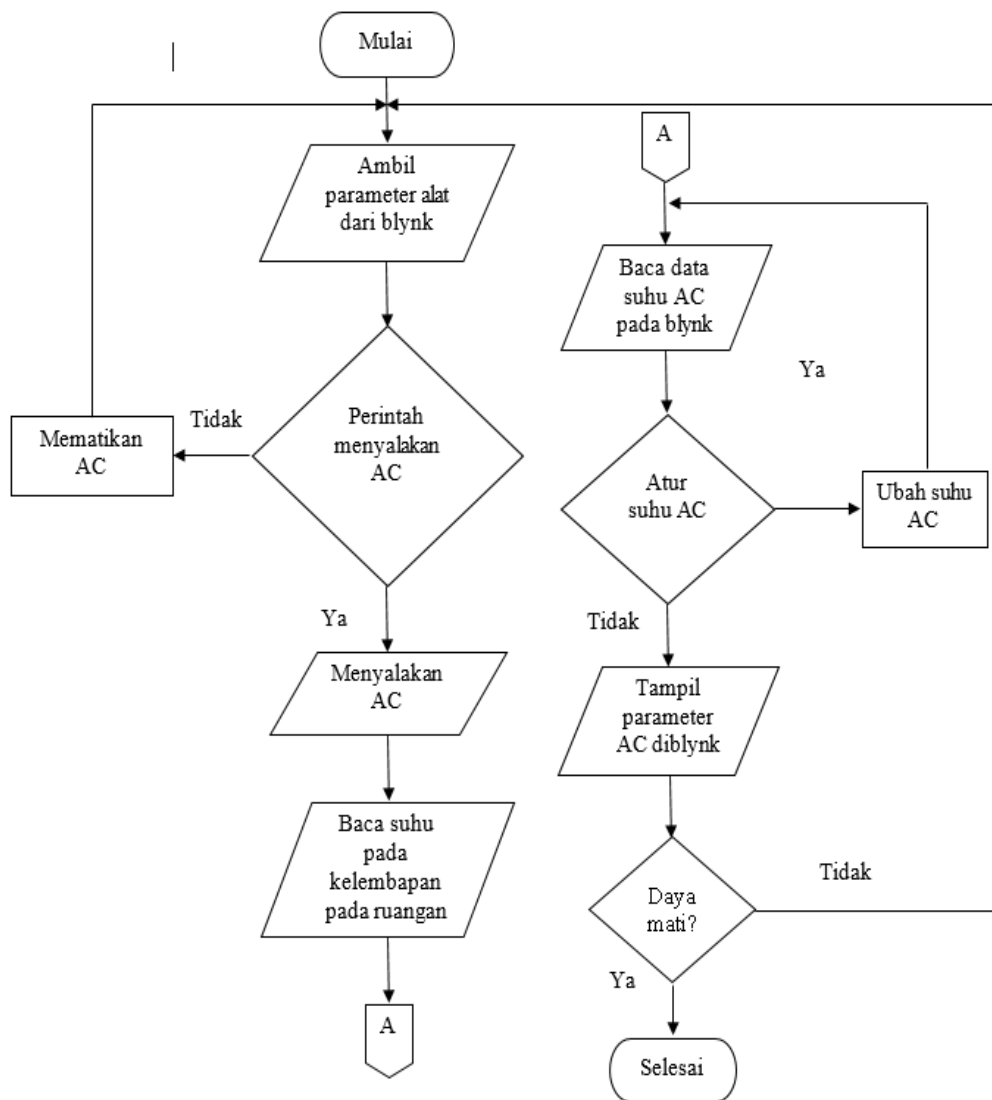 Mulai
Ambil
parameter alat
dari blynk
Perintah
menyalakan
AC
Tidak
Mematikan
AC
Ya
Menyalakan
AC
Baca suhu
pada
kelembapan
pada ruangan
A
A
Baca data
suhu AC
pada blynk
Ya
Atur
suhu AC
Ubah suhu
AC
Tidak
Tampil
parameter
AC diblynk
Daya
mati?
Tidak
Ya
Selesai